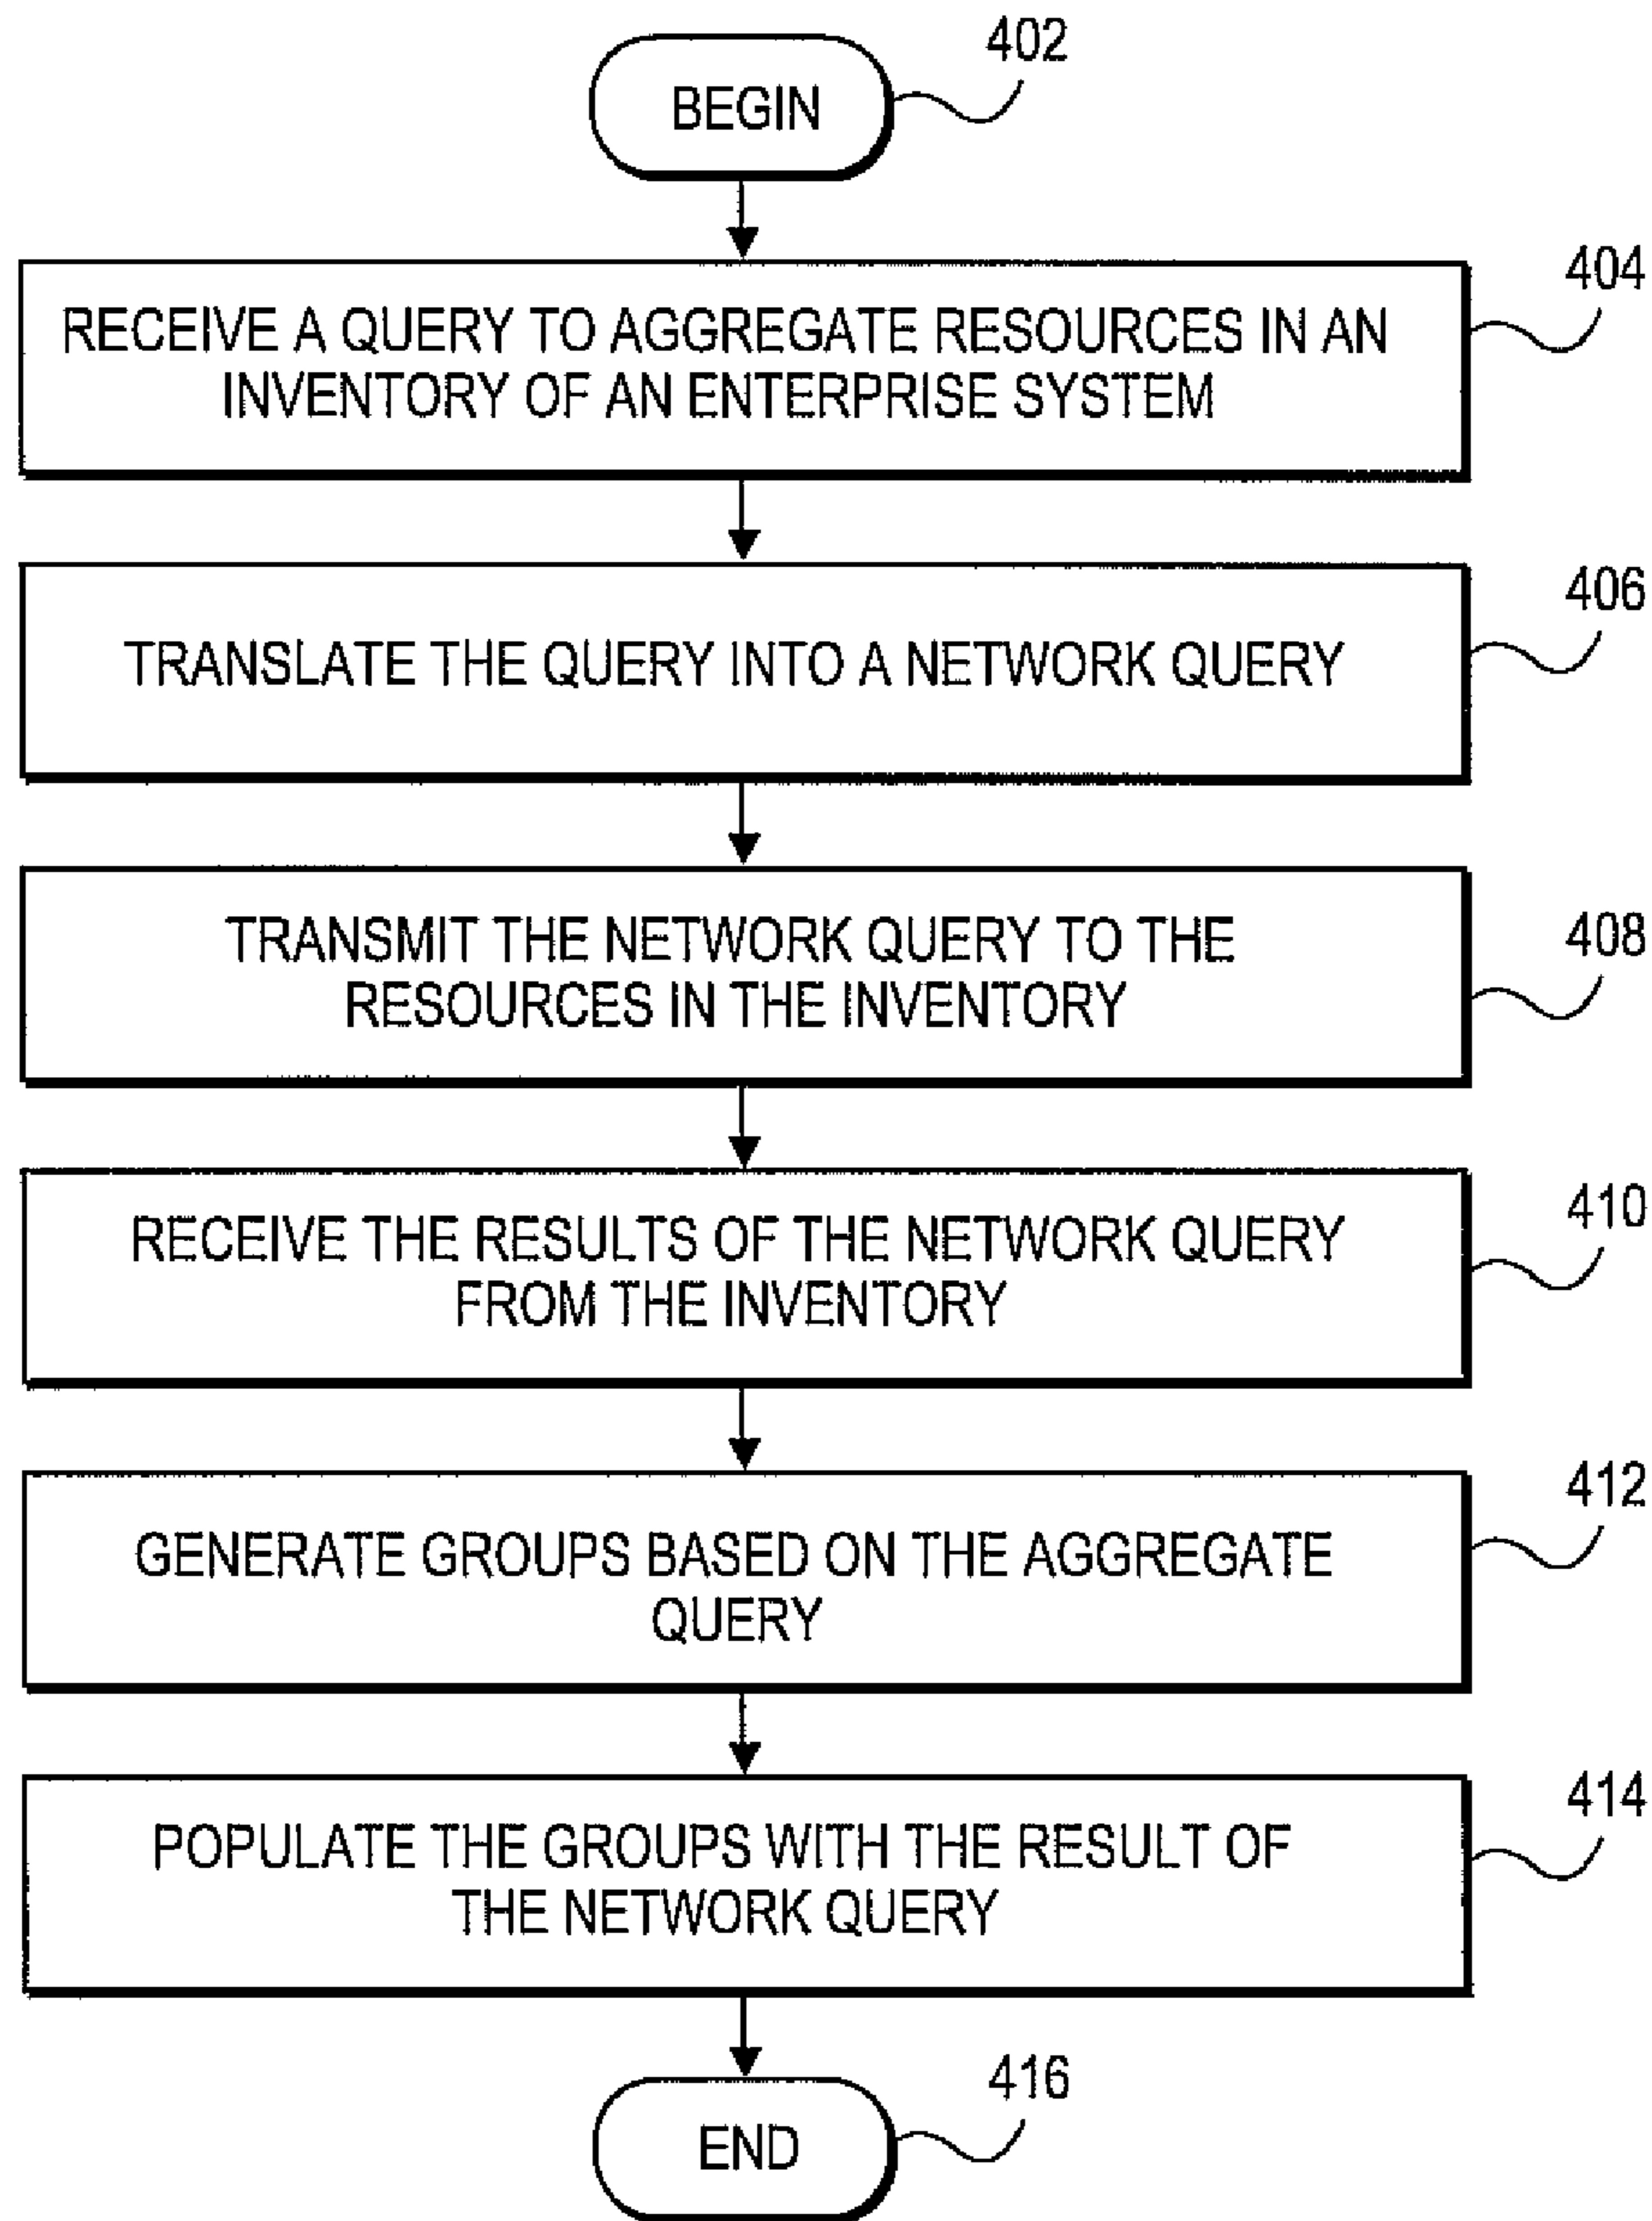 402
BEGIN
404
RECEIVE A QUERY TO AGGREGATE RESOURCES IN AN
INVENTORY OF AN ENTERPRISE SYSTEM
406
TRANSLATE THE QUERY INTO A NETWORK QUERY
408
TRANSMIT THE NETWORK QUERY TO THE
RESOURCES IN THE INVENTORY
410
RECEIVE THE RESULTS OF THE NETWORK QUERY
FROM THE INVENTORY
412
GENERATE GROUPS BASED ON THE AGGREGATE
QUERY
414
POPULATE THE GROUPS WITH THE RESULT OF
THE NETWORK QUERY
416
END